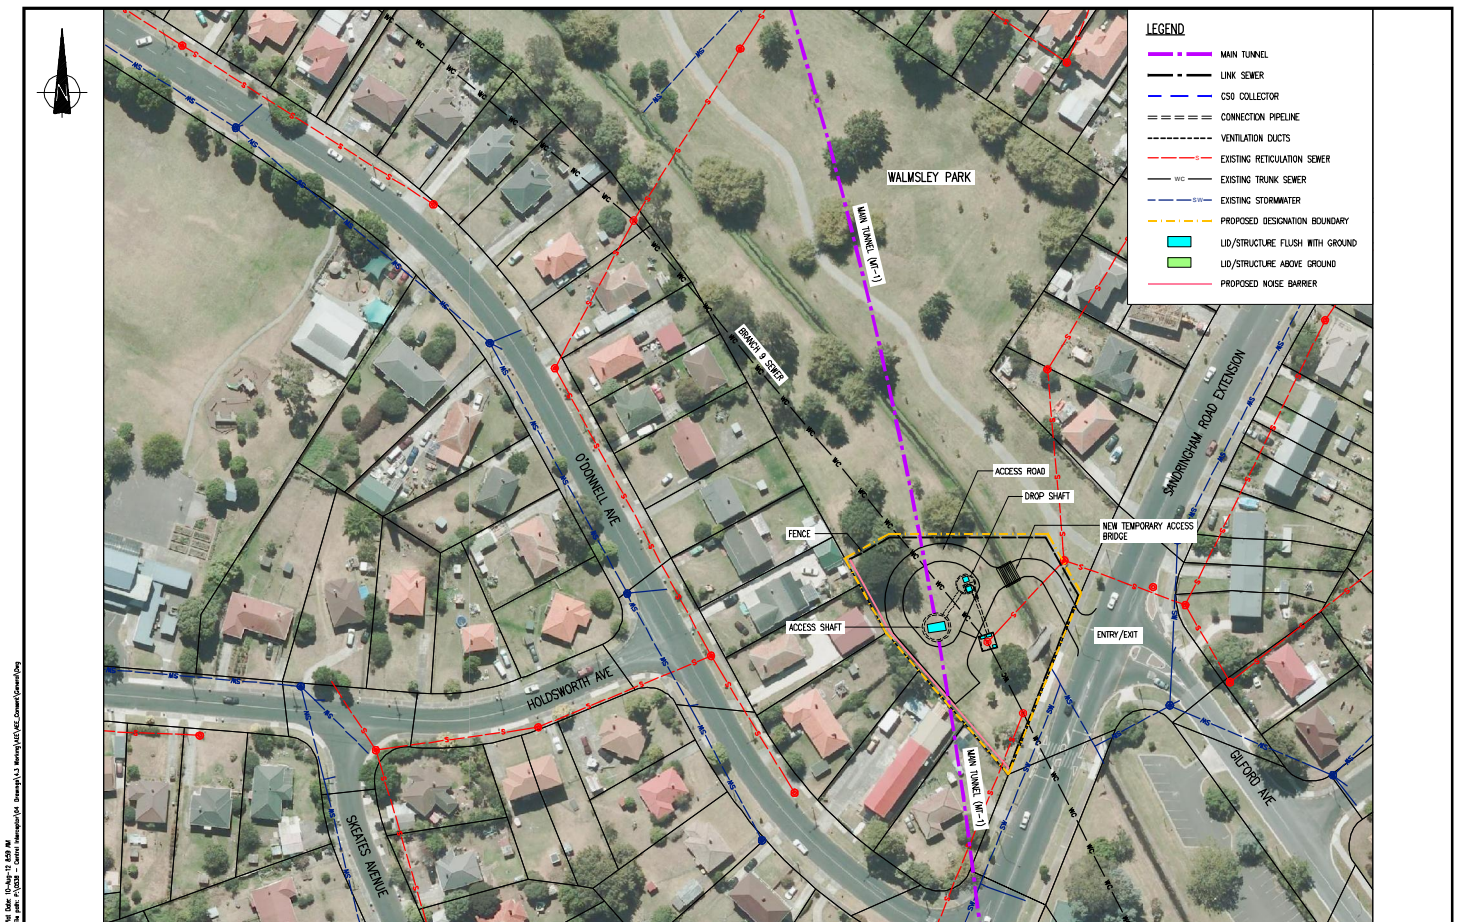 LEGEND
MAIN TUNNEL
LINK SEWER
CSO COLLECTOR
CONNECTION PIPELINE
VENTILATION DUCTS
S EXISTING RETICULATION SEWER
WC EXISTING TRUNK SEWER
SW EXISTING STORMWATER
PROPOSED DESIGNATION BOUNDARY
LID/STRUCTURE FLUSH WITH GROUND
LID/STRUCTURE ABOVE GROUND
PROPOSED NOISE BARRIER
N
WALMSLEY PARK
MAIN TUNNEL (MT-1)
BRANCH 9 SEWER
SANDRINGHAM ROAD EXTENSION
O'DONNELL AVE
ACCESS ROAD
DROP SHAFT
NEW TEMPORARY ACCESS
BRIDGE
FENCE
ACCESS SHAFT
ENTRY/EXIT
HOLDSWORTH AVE
MAIN TUNNEL (MT-1)
GILFORD AVE
SKEATES AVENUE